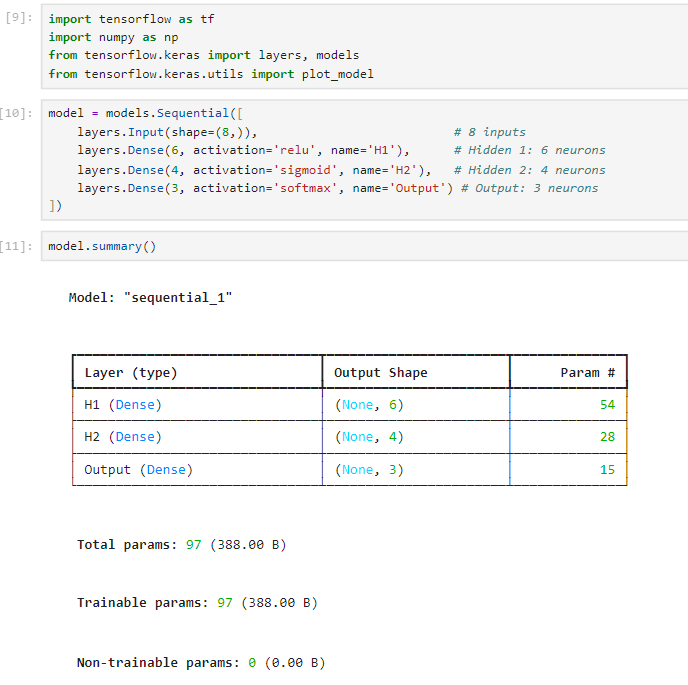 [9]: import tensorflow as tf
import numpy as np
from tensorflow.keras import layers, models
from tensorflow.keras.utils import plot_model
[10]: model = models.Sequential([
layers.Input(shape=(8,)), # 8 inputs
layers.Dense(6, activation='relu', name='H1'), # Hidden 1: 6 neurons
layers.Dense(4, activation='sigmoid', name='H2'), # Hidden 2: 4 neurons
layers.Dense(3, activation='softmax', name='Output') # Output: 3 neurons
])
[11]: model.summary()
Model: "sequential_1"
Layer (type) Output Shape Param #
H1 (Dense) (None, 6) 54
H2 (Dense) (None, 4) 28
Output (Dense) (None, 3) 15
Total params: 97 (388.00 B)
Trainable params: 97 (388.00 B)
Non-trainable params: 0 (0.00 B)